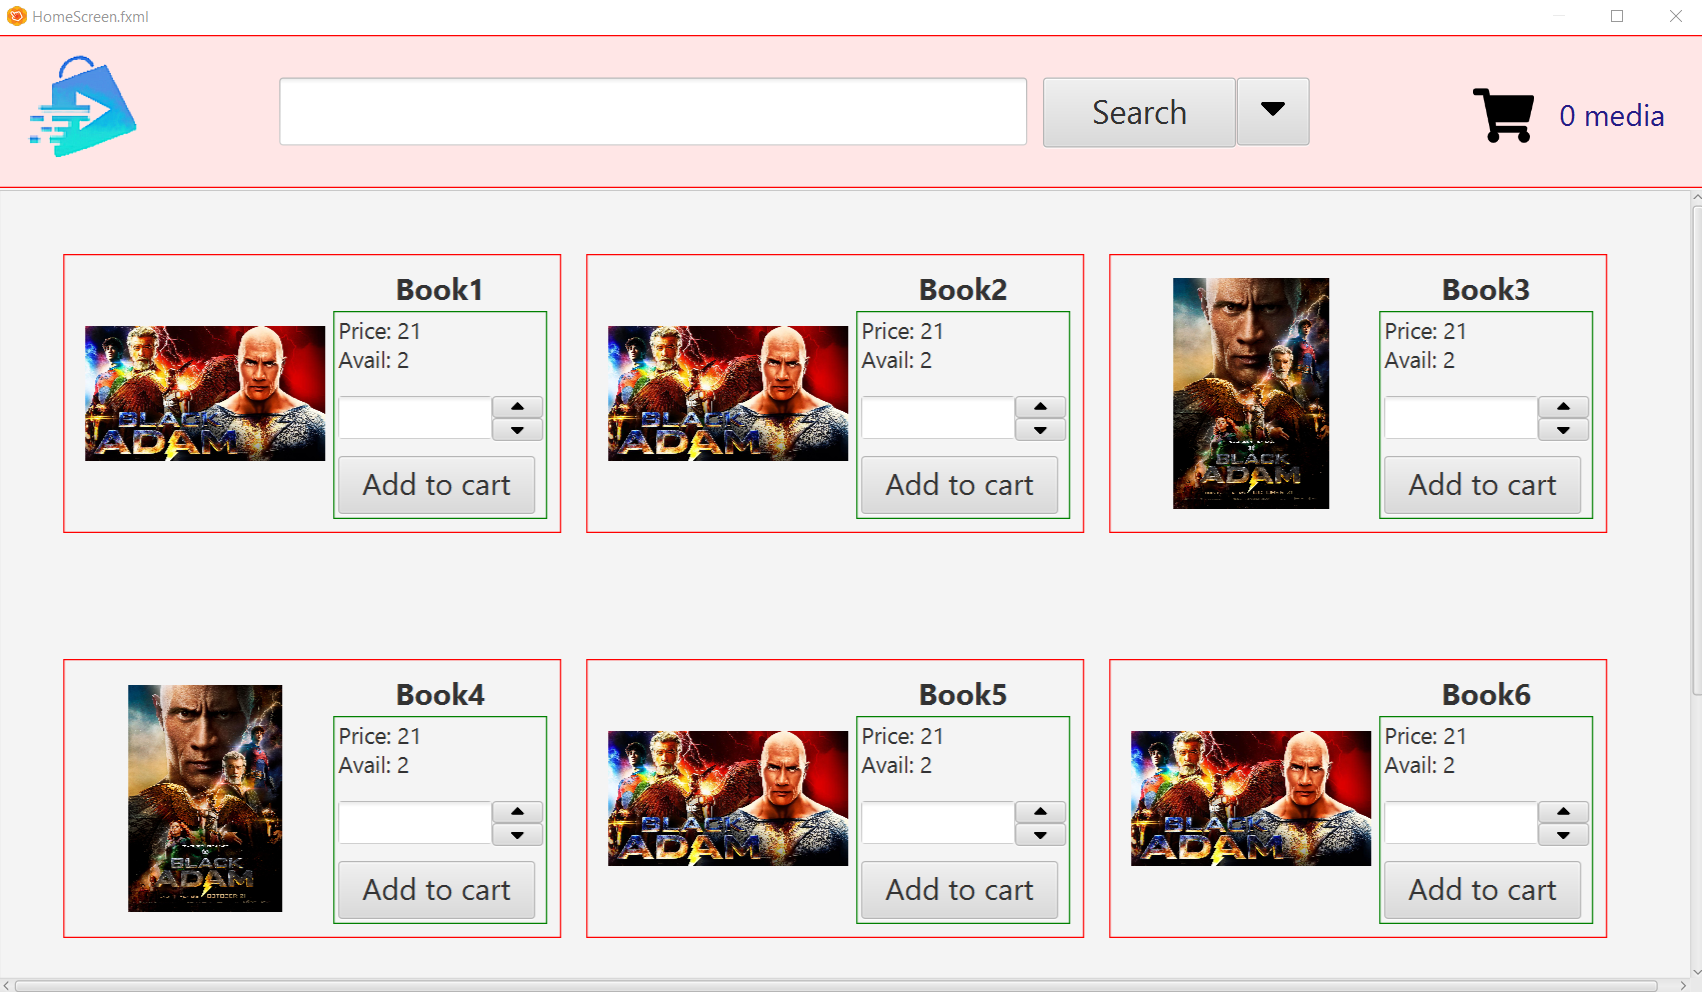 HomeScreen.fxml
Search
0 media
Book1
Price: 21
Avail: 2
Add to cart
BLACK
ADAM
Book2
Price: 21
Avail: 2
Add to cart
BLACK
ADAM
Book3
Price: 21
Avail: 2
Add to cart
BLACK
ADAM
Book4
Price: 21
Avail: 2
Add to cart
BLACK
ADAM
OCTOBER 21
Book5
Price: 21
Avail: 2
Add to cart
BLACK
ADAM
Book6
Price: 21
Avail: 2
Add to cart
BLACK
ADAM